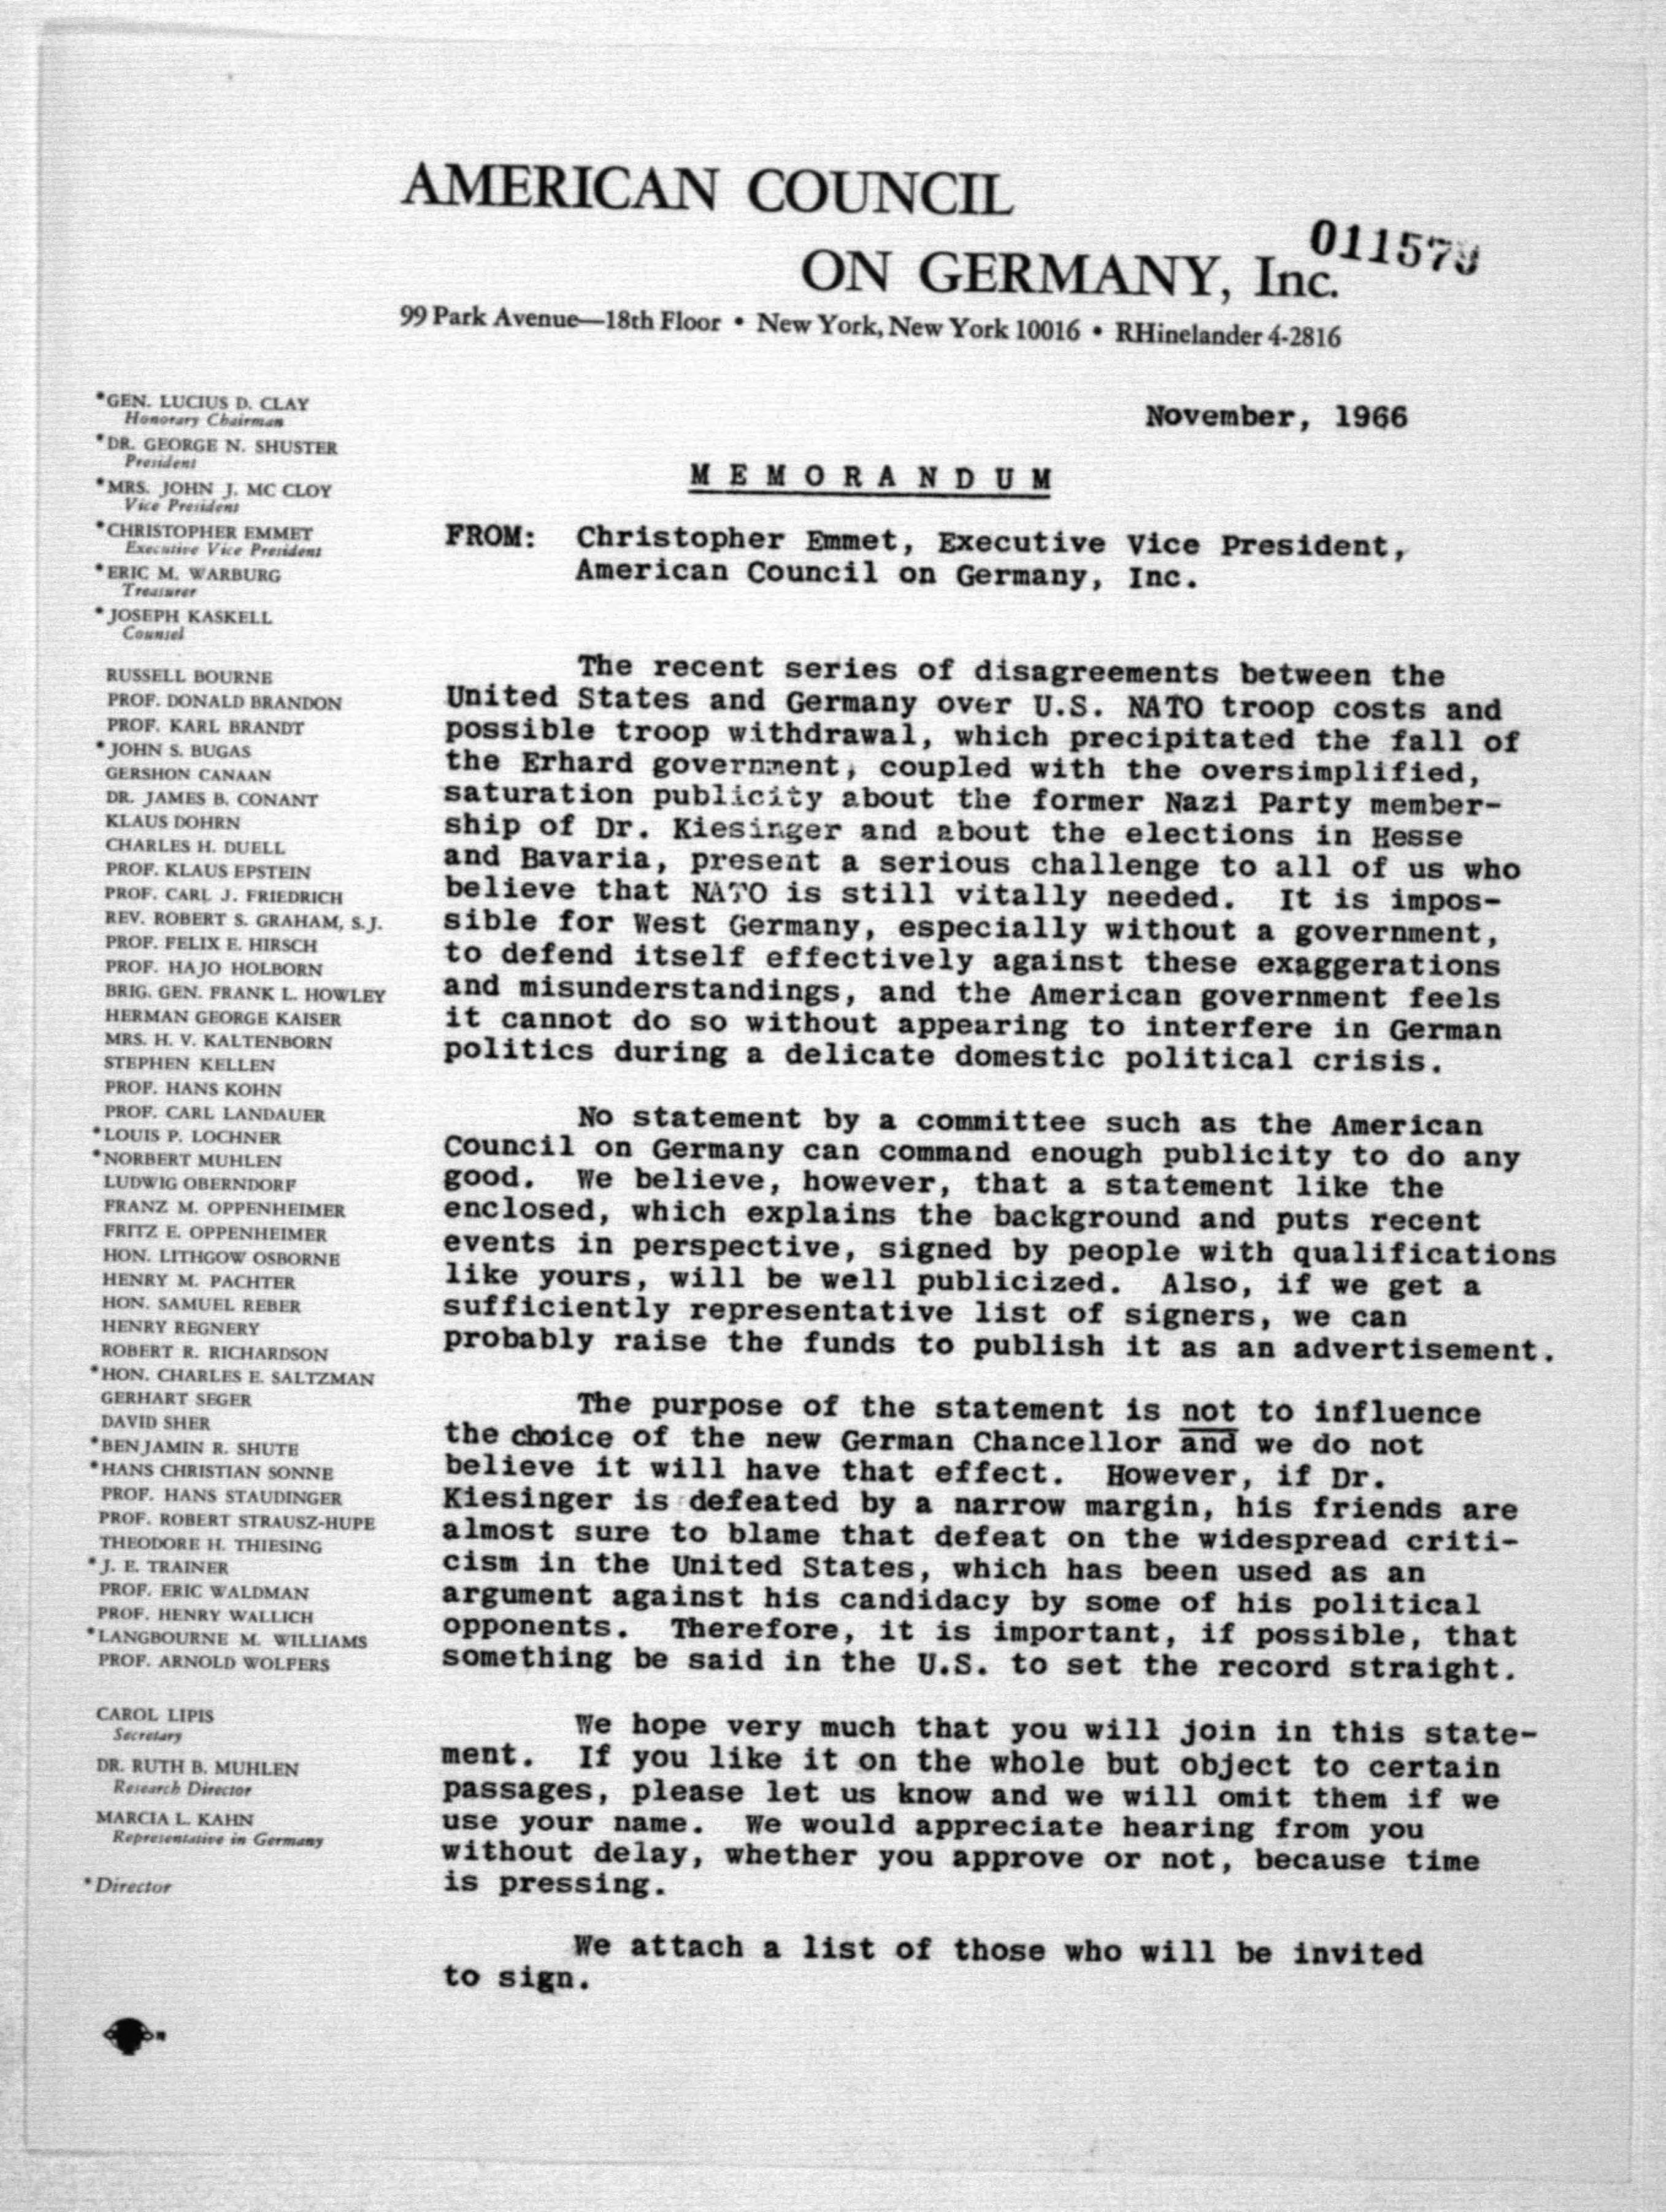 AMERICAN COUNCIL
ON GERMANY, Inc.
01157
99 Park Avenue—18th Floor • New York, New York 10016 • RHinelander 4-2816
*GEN. LUCIUS D. CLAY
Honorary Chairman
*DR. GEORGE N. SHUSTER
President
*MRS. JOHN J. MC CLOY
Vice President
*CHRISTOPHER EMMET
Executive Vice President
*ERIC M. WARBURG
Treasurer
*JOSEPH KASKELL
Counsel
RUSSELL BOURNE
PROF. DONALD BRANDON
PROF. KARL BRANDT
*JOHN S. BUGAS
GERSHON CANAAN
DR. JAMES B. CONANT
KLAUS DOHRN
CHARLES H. DUELL
PROF. KLAUS EPSTEIN
PROF. CARL J. FRIEDRICH
REV. ROBERT S. GRAHAM, S.J.
PROF. FELIX E. HIRSCH
PROF. HAJO HOLBORN
BRIG. GEN. FRANK L. HOWLEY
HERMAN GEORGE KAISER
MRS. H. V. KALTENBORN
STEPHEN KELLEN
PROF. HANS KOHN
PROF. CARL LANDAUER
*LOUIS P. LOCHNER
*NORBERT MUHLEN
LUDWIG OBERNDORF
FRANZ M. OPPENHEIMER
FRITZ E. OPPENHEIMER
HON. LITHGOW OSBORNE
HENRY M. PACHTER
HON. SAMUEL REBER
HENRY REGNERY
ROBERT R. RICHARDSON
*HON. CHARLES E. SALTZMAN
GERHART SEGER
DAVID SHER
*BENJAMIN R. SHUTE
*HANS CHRISTIAN SONNE
PROF. HANS STAUDINGER
PROF. ROBERT STRAUSZ-HUPE
THEODORE H. THIESING
*J. E. TRAINER
PROF. ERIC WALDMAN
PROF. HENRY WALLICH
*LANGBOURNE M. WILLIAMS
PROF. ARNOLD WOLFERS
CAROL LIPIS
Secretary
DR. RUTH B. MUHLEN
Research Director
MARCIA L. KAHN
Representative in Germany
*Director
November, 1966
MEMORANDUM
FROM: Christopher Emmet, Executive Vice President,
American Council on Germany, Inc.
The recent series of disagreements between the
United States and Germany over U.S. NATO troop costs and
possible troop withdrawal, which precipitated the fall of
the Erhard government, coupled with the oversimplified,
saturation publicity about the former Nazi Party member-
ship of Dr. Kiesinger and about the elections in Hesse
and Bavaria, present a serious challenge to all of us who
believe that NATO is still vitally needed. It is impos-
sible for West Germany, especially without a government,
to defend itself effectively against these exaggerations
and misunderstandings, and the American government feels
it cannot do so without appearing to interfere in German
politics during a delicate domestic political crisis.
No statement by a committee such as the American
Council on Germany can command enough publicity to do any
good. We believe, however, that a statement like the
enclosed, which explains the background and puts recent
events in perspective, signed by people with qualifications
like yours, will be well publicized. Also, if we get a
sufficiently representative list of signers, we can
probably raise the funds to publish it as an advertisement.
The purpose of the statement is not to influence
the choice of the new German Chancellor and we do not
believe it will have that effect. However, if Dr.
Kiesinger is defeated by a narrow margin, his friends are
almost sure to blame that defeat on the widespread criti-
cism in the United States, which has been used as an
argument against his candidacy by some of his political
opponents. Therefore, it is important, if possible, that
something be said in the U.S. to set the record straight.
We hope very much that you will join in this state-
ment. If you like it on the whole but object to certain
passages, please let us know and we will omit them if we
use your name. We would appreciate hearing from you
without delay, whether you approve or not, because time
is pressing.
We attach a list of those who will be invited
to sign.